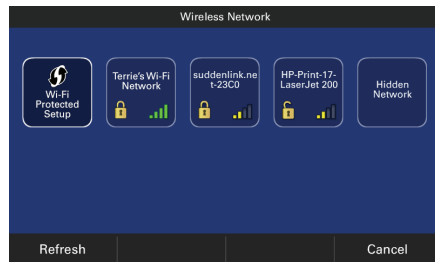 Wireless Network
Wi-Fi
Protected
Setup
Terrie's Wi-Fi
Network
suddenlink.ne
t-23C0
HP-Print-17-
LaserJet 200
Hidden
Network
Refresh
Cancel